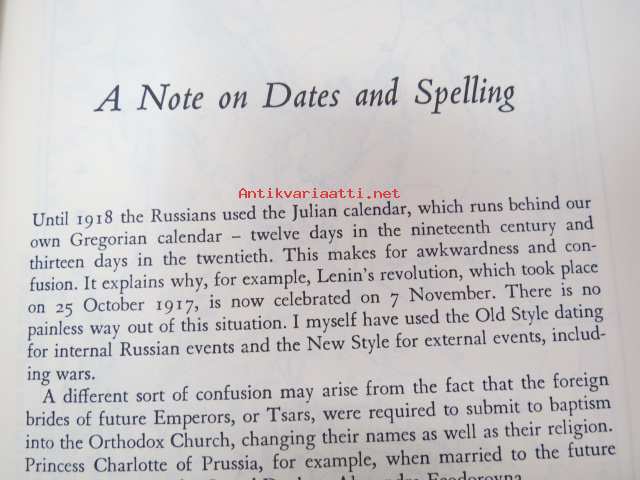 A Note on Dates and Spelling
Antikvariaatti.net
Until 1918 the Russians used the Julian calendar, which runs behind our
own Gregorian calendar – twelve days in the nineteenth century and
thirteen days in the twentieth. This makes for awkwardness and con-
fusion. It explains why, for example, Lenin's revolution, which took place
on 25 October 1917, is now celebrated on 7 November. There is no
painless way out of this situation. I myself have used the Old Style dating
for internal Russian events and the New Style for external events, includ-
ing wars.
A different sort of confusion may arise from the fact that the foreign
brides of future Emperors, or Tsars, were required to submit to baptism
into the Orthodox Church, changing their names as well as their religion.
Princess Charlotte of Prussia, for example, when married to the future